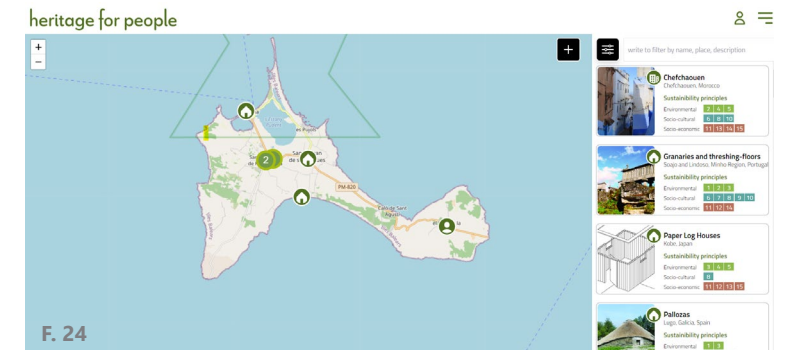 heritage for people
+
−
+
write to filter by name, place, description
2
PM-820
Chefchaouen
Chefchaouen, Morocco
Sustainability principles
Environmental 3 4 5
Socio-cultural 6 8 10
Socio-economic 11 13 14 15
Granaries and threshing-floors
Soajo and Lindoso, Minho Region, Portugal
Sustainability principles
Environmental 1 2 3
Socio-cultural 6 7 8 9 10
Socio-economic 11 12 14
Paper Log Houses
Kobe, Japan
Sustainability principles
Environmental 3 4 5
Socio-cultural 8
Socio-economic 11 12 13 15
Pallozas
Lugo, Galicia, Spain
Sustainability principles
Environmental 1 3
F. 24